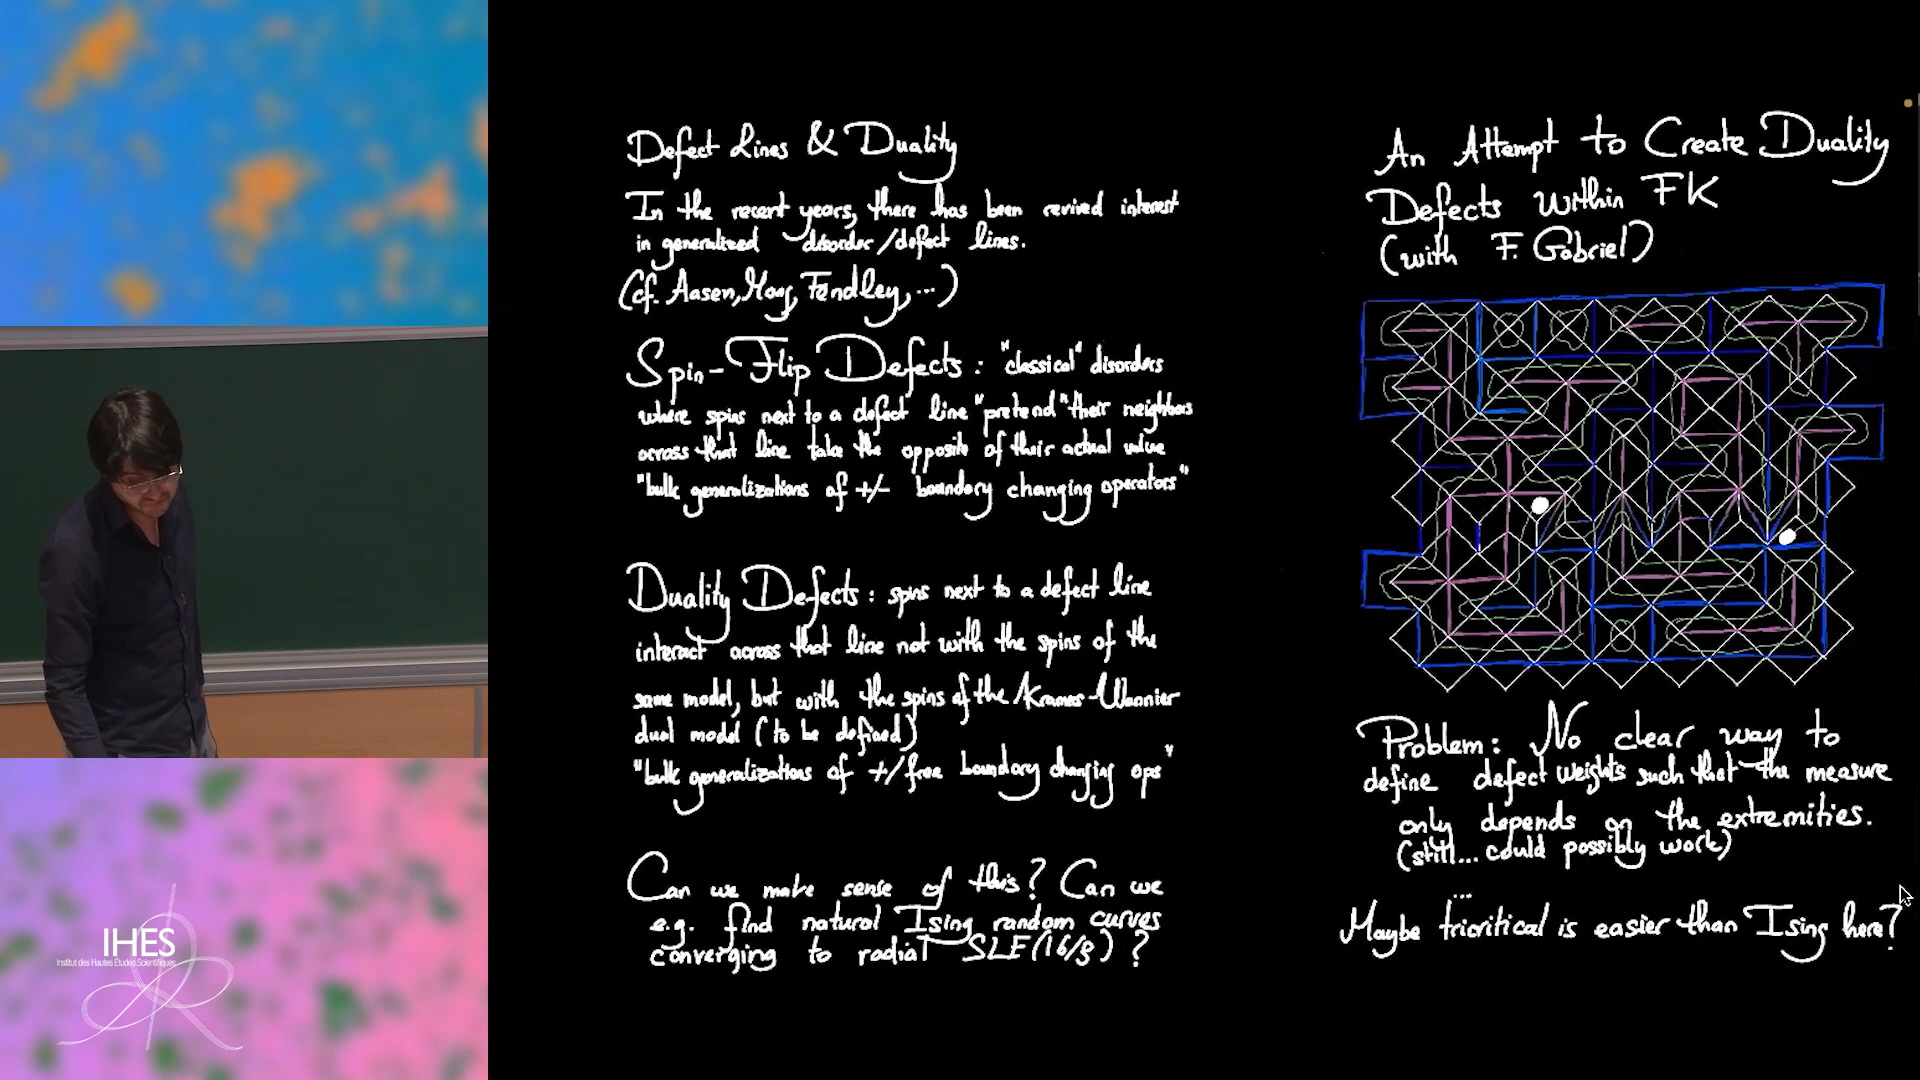 Defect Lines & Duality
In the recent years, there has been revived interest
in generalized disorder/defect lines.
(cf. Aasen, Mong, Fendley, ...)
Spin-Flip Defects: "classical" disorders
where spins next to a defect line "pretend" their neighbors
across that line take the opposite of their actual value
"bulk generalizations of +/- boundary changing operators"
Duality Defects: spins next to a defect line
interact across that line not with the spins of the
same model, but with the spins of the Kramers-Wannier
dual model (to be defined)
"bulk generalizations of +/free boundary changing ops"
Can we make sense of this? Can we
e.g. find natural Ising random curves
converging to radial SLE(16/3)?
An Attempt to Create Duality
Defects within FK
(with F. Gabriel)
Problem: No clear way to
define defect weights such that the measure
only depends on the extremities.
(still... could possibly work)
...
Maybe tricritical is easier than Ising here?
IHES
Institut des Hautes Études Scientifiques